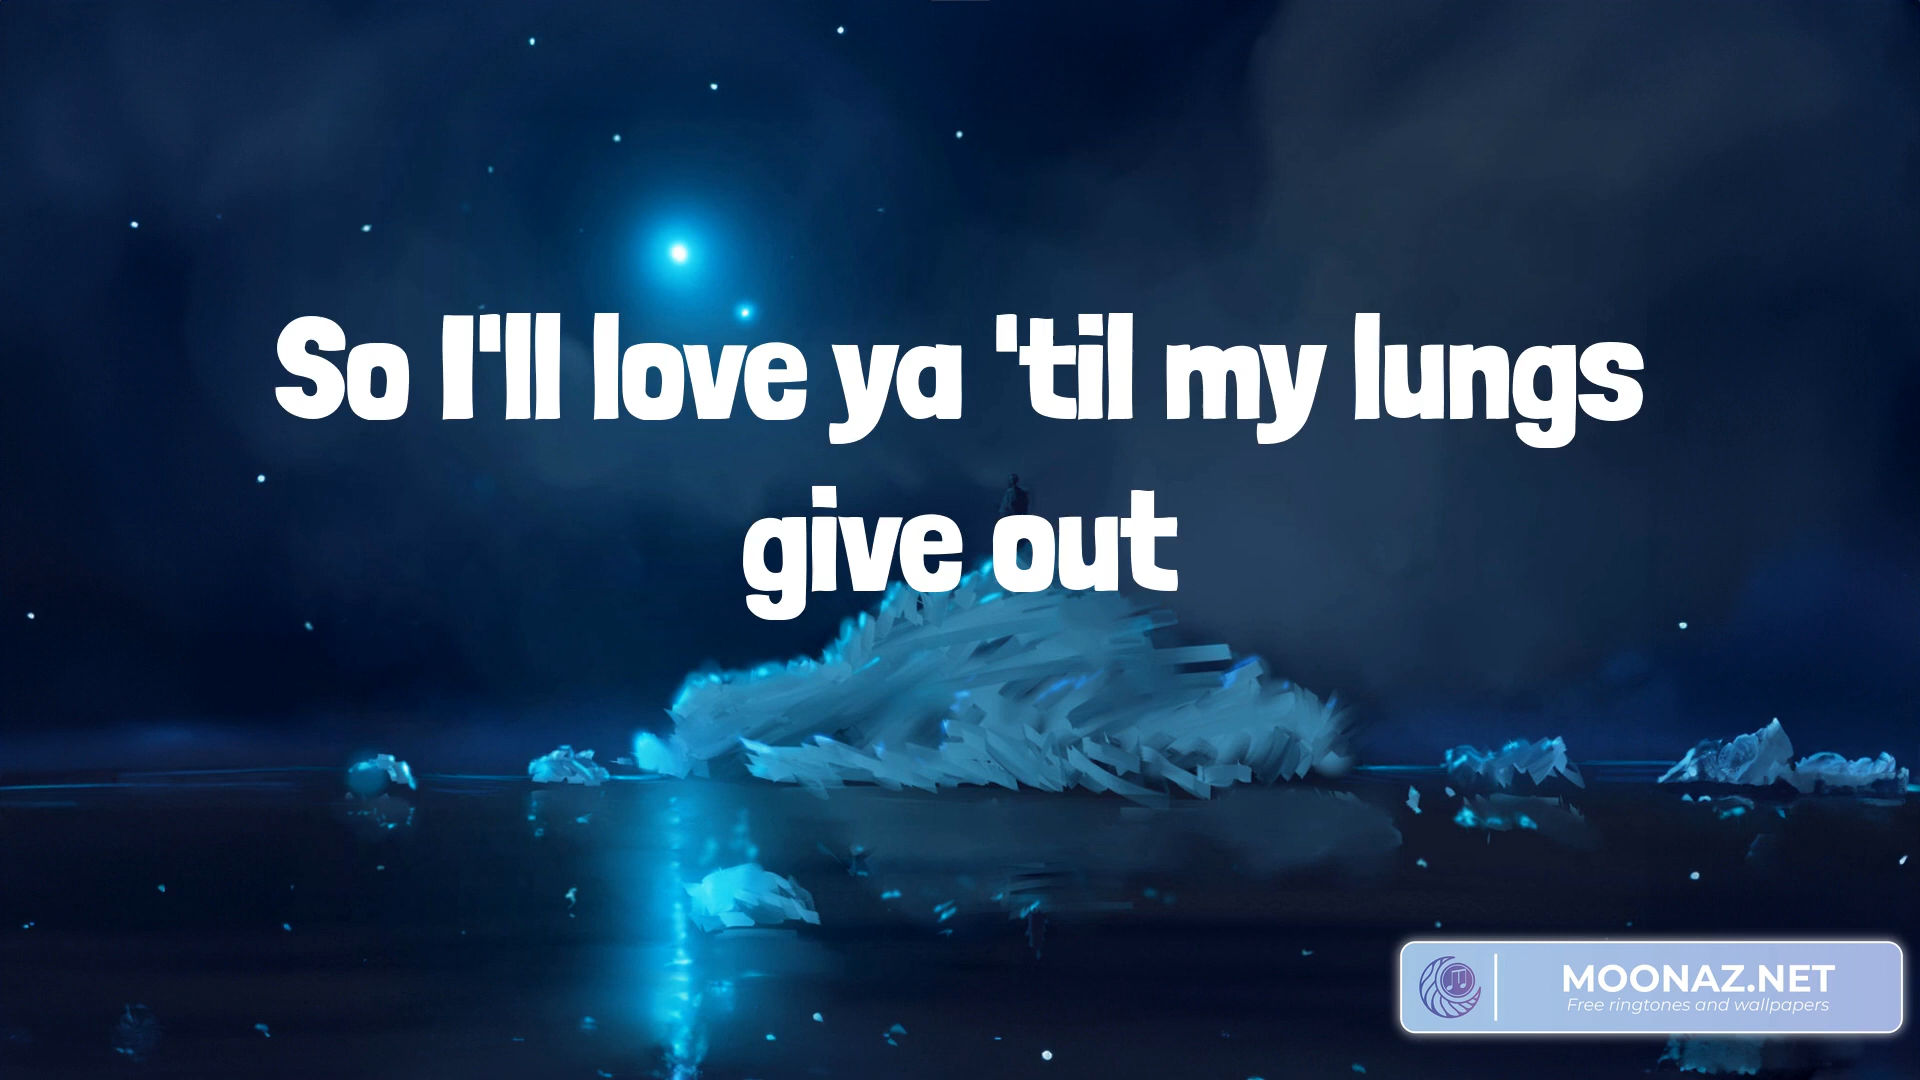 So I'll love ya 'til my lungs
give out
MOONAZ.NET
Free ringtones and wallpapers